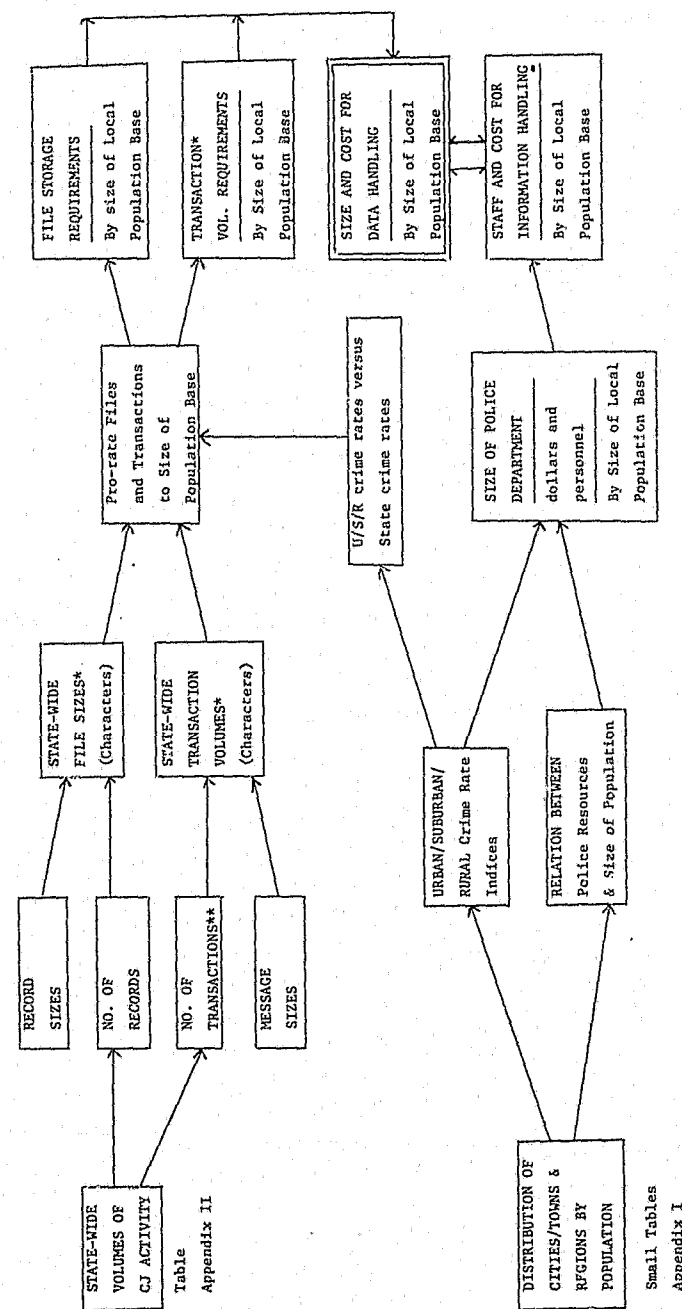 STATE-WIDE
VOLUMES OF
CJ ACTIVITY
Table
Appendix II
RECORD
SIZES
NO. OF
RECORDS
NO. OF
TRANSACTIONS**
MESSAGE
SIZES
STATE-WIDE
FILE SIZES*
(Characters)
STATE-WIDE
TRANSACTION
VOLUMES*
(Characters)
Pro-rate Files
and Transactions
to Size of
Population Base
FILE STORAGE
REQUIREMENTS
By size of Local
Population Base
TRANSACTION*
VOL. REQUIREMENTS
By Size of Local
Population Base
SIZE AND COST FOR
DATA HANDLING
By Size of Local
Population Base
STAFF AND COST FOR
INFORMATION HANDLING
By Size of Local
Population Base
U/S/R crime rates versus
State crime rates
DISTRIBUTION OF
CITIES/TOWNS &
RFGIONS BY
POPULATION
Small Tables
Appendix I
URBAN/SUBURBAN/
RURAL Crime Rate
Indices
RELATION BETWEEN
Police Resources
& Size of Population
SIZE OF POLICE
DEPARTMENT
dollars and
personnel
By Size of Local
Population Base